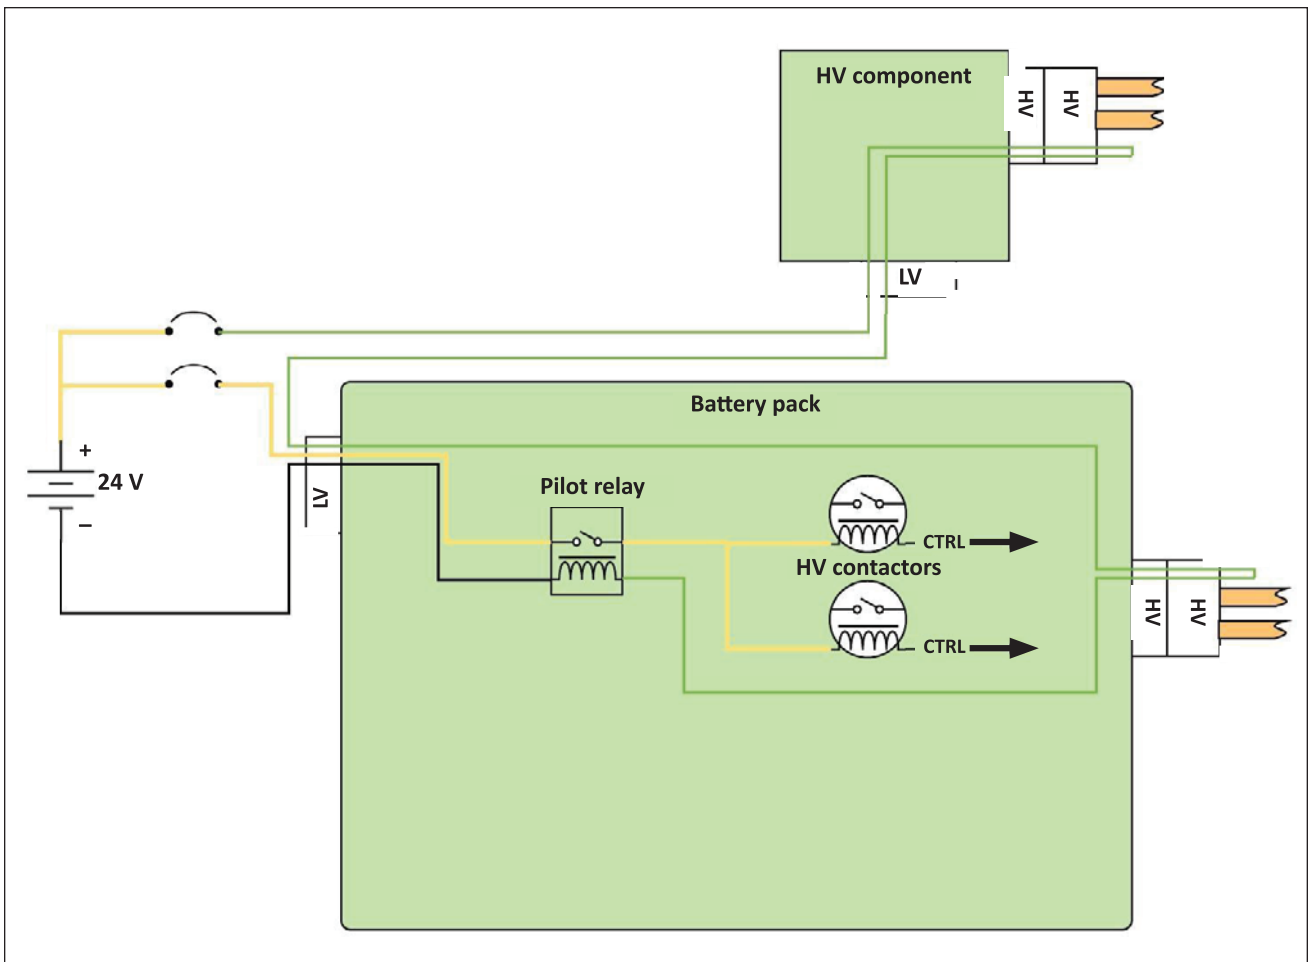 HV component
HV
HV
LV
Battery pack
+
24 V
–
LV
Pilot relay
CTRL
HV contactors
CTRL
HV
HV